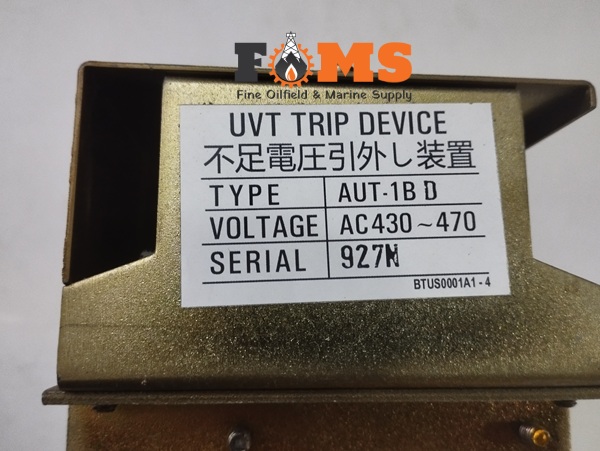 FOMS
Fine Oilfield & Marine Supply
UVT TRIP DEVICE
不足電圧引外し装置
TYPE AUT-1B D
VOLTAGE AC430~470
SERIAL 927N
BTUS0001A1-4